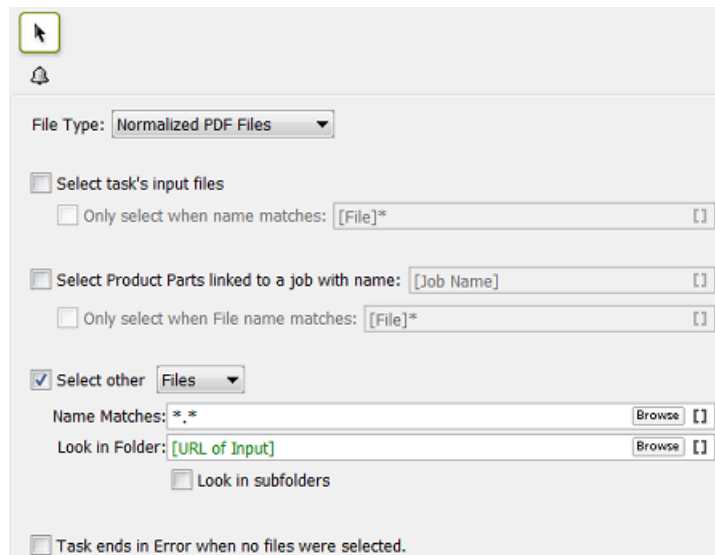 File Type: Normalized PDF Files
Select task's input files
Only select when name matches: [File]* []
Select Product Parts linked to a job with name: [Job Name] []
Only select when File name matches: [File]* []
Select other Files
Name Matches: *.* Browse []
Look in Folder: [URL of Input] Browse []
Look in subfolders
Task ends in Error when no files were selected.